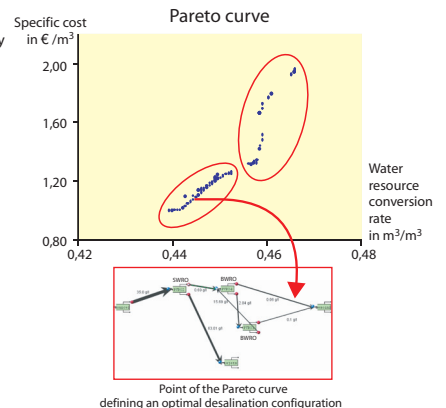 Pareto curve
Specific cost
in € /m³
y
2,00
1,60
1,20
0,80
0,42
0,44
0,46
0,48
Water
resource
conversion
rate
in m³/m³
SWRO
BWRO
BWRO
Point of the Pareto curve
defining an optimal desalination configuration